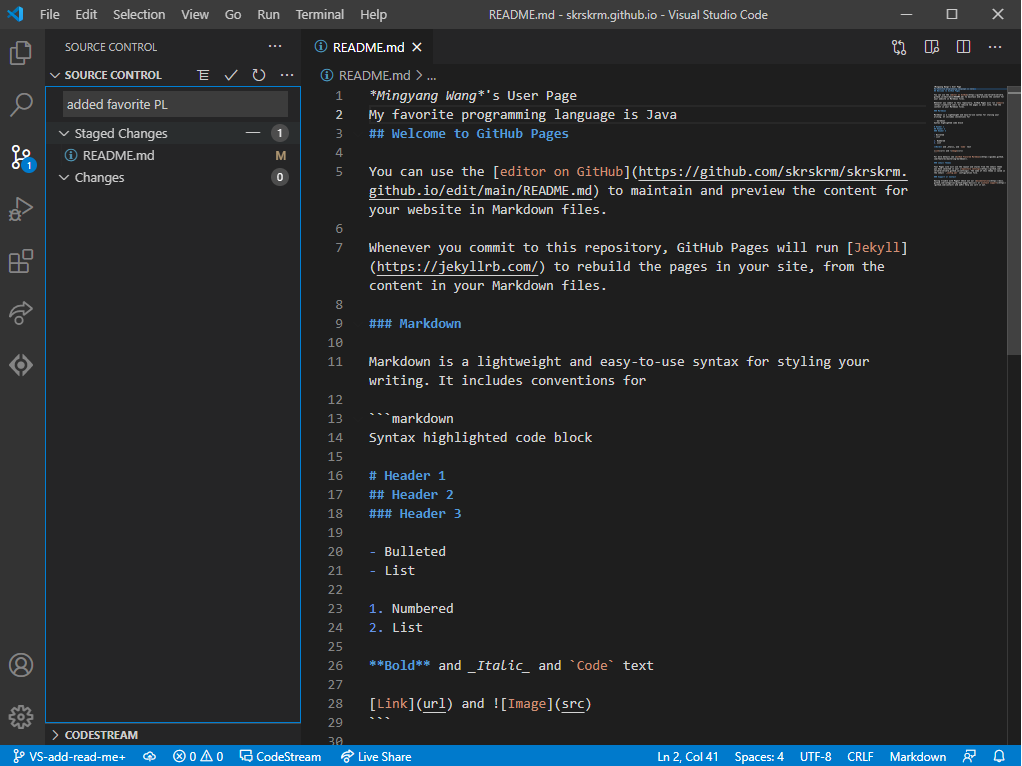 File Edit Selection View Go Run Terminal Help README.md - skrskrm.github.io - Visual Studio Code
SOURCE CONTROL
SOURCE CONTROL
added favorite PL
Staged Changes 1
README.md M
Changes 0
1
CODESTREAM
README.md
README.md > ...
1 *Mingyang Wang*'s User Page
2 My favorite programming language is Java
3 ## Welcome to GitHub Pages
4
5 You can use the [editor on GitHub](https://github.com/skrskrm/skrskrm.
github.io/edit/main/README.md) to maintain and preview the content for
your website in Markdown files.
6
7 Whenever you commit to this repository, GitHub Pages will run [Jekyll]
(https://jekyllrb.com/) to rebuild the pages in your site, from the
content in your Markdown files.
8
9 ### Markdown
10
11 Markdown is a lightweight and easy-to-use syntax for styling your
writing. It includes conventions for
12
13 ```markdown
14 Syntax highlighted code block
15
16 # Header 1
17 ## Header 2
18 ### Header 3
19
20 - Bulleted
21 - List
22
23 1. Numbered
24 2. List
25
26 **Bold** and _Italic_ and `Code` text
27
28 [Link](url) and ![Image](src)
29 ```
30
VS-add-read-me+ 0 0 CodeStream Live Share Ln 2, Col 41 Spaces: 4 UTF-8 CRLF Markdown